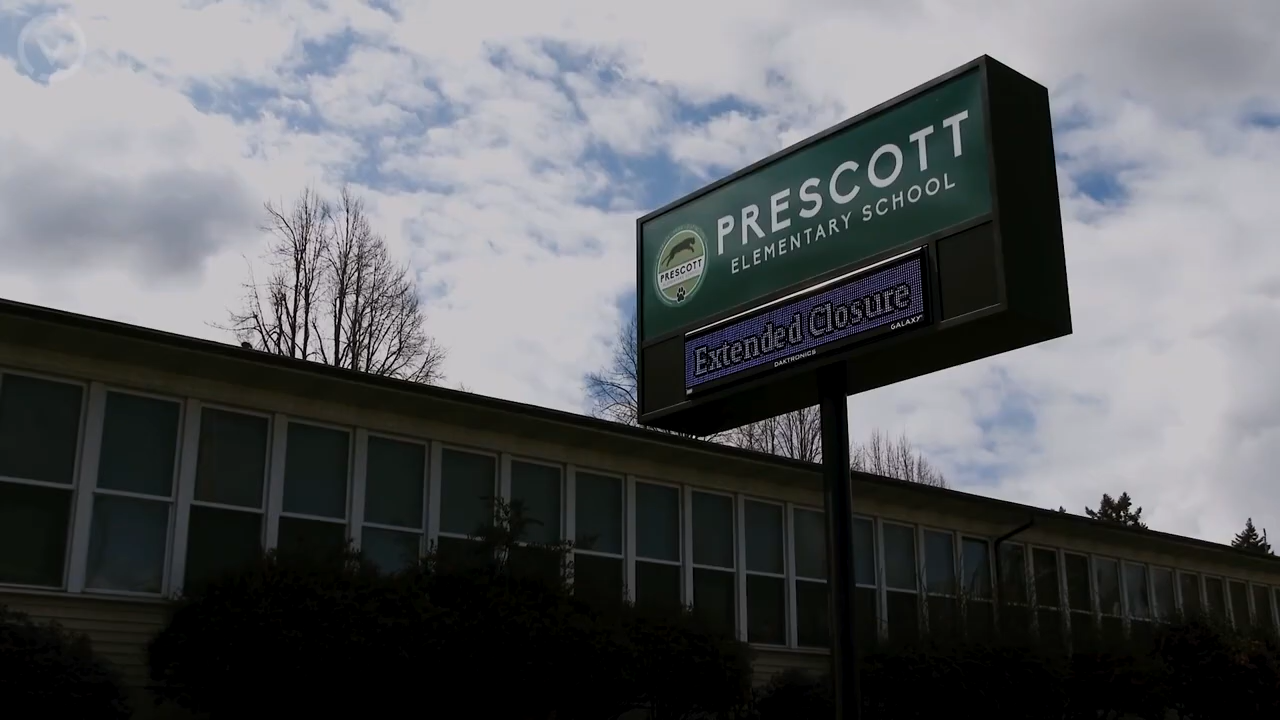 PRESCOTT
ELEMENTARY SCHOOL
PRESCOTT
Extended Closure
DAKTRONICS
GALAXY